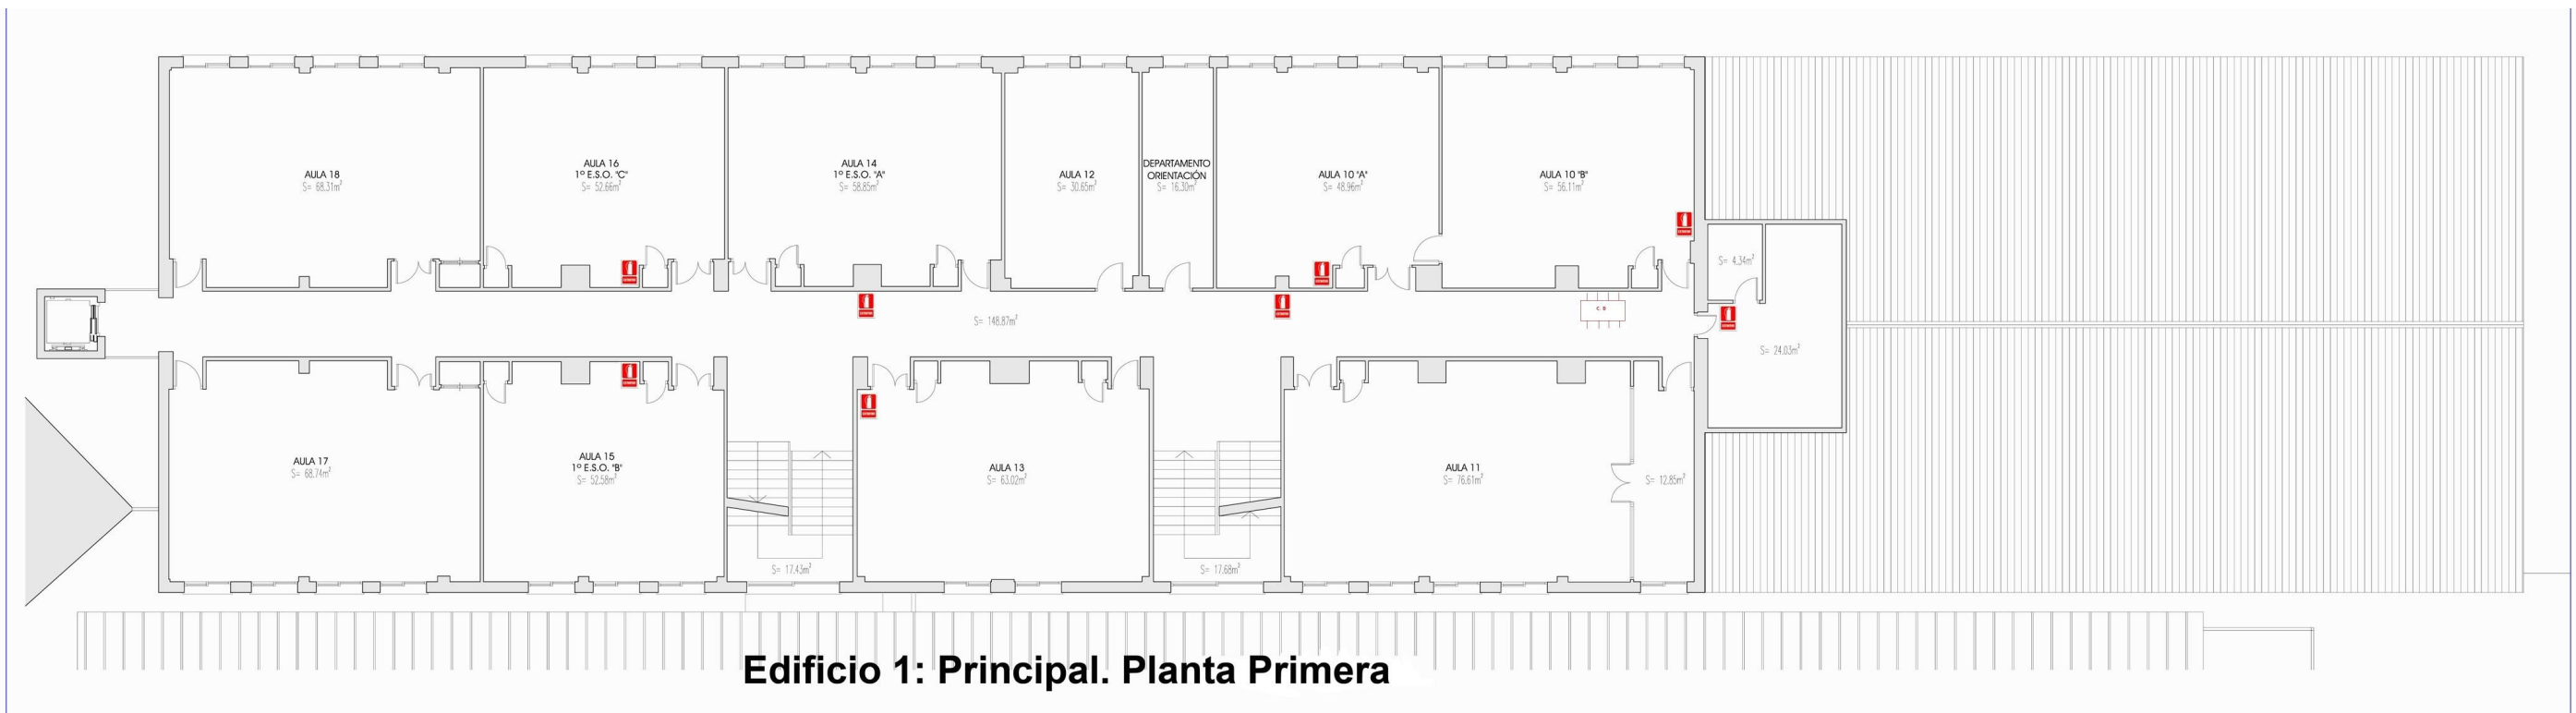 AULA 18
S= 68.31m²
AULA 16
1º E.S.O. "C"
S= 52.66m²
AULA 14
1º E.S.O. "A"
S= 58.85m²
AULA 12
S= 30.65m²
DEPARTAMENTO
ORIENTACIÓN
S= 16.30m²
AULA 10 "A"
S= 48.96m²
AULA 10 "B"
S= 56.11m²
S= 4.34m²
S= 148.87m²
S= 24.03m²
AULA 17
S= 68.74m²
AULA 15
1º E.S.O. "B"
S= 52.58m²
S= 17.43m²
AULA 13
S= 63.02m²
S= 17.68m²
AULA 11
S= 76.61m²
S= 12.85m²
Edificio 1: Principal. Planta Primera